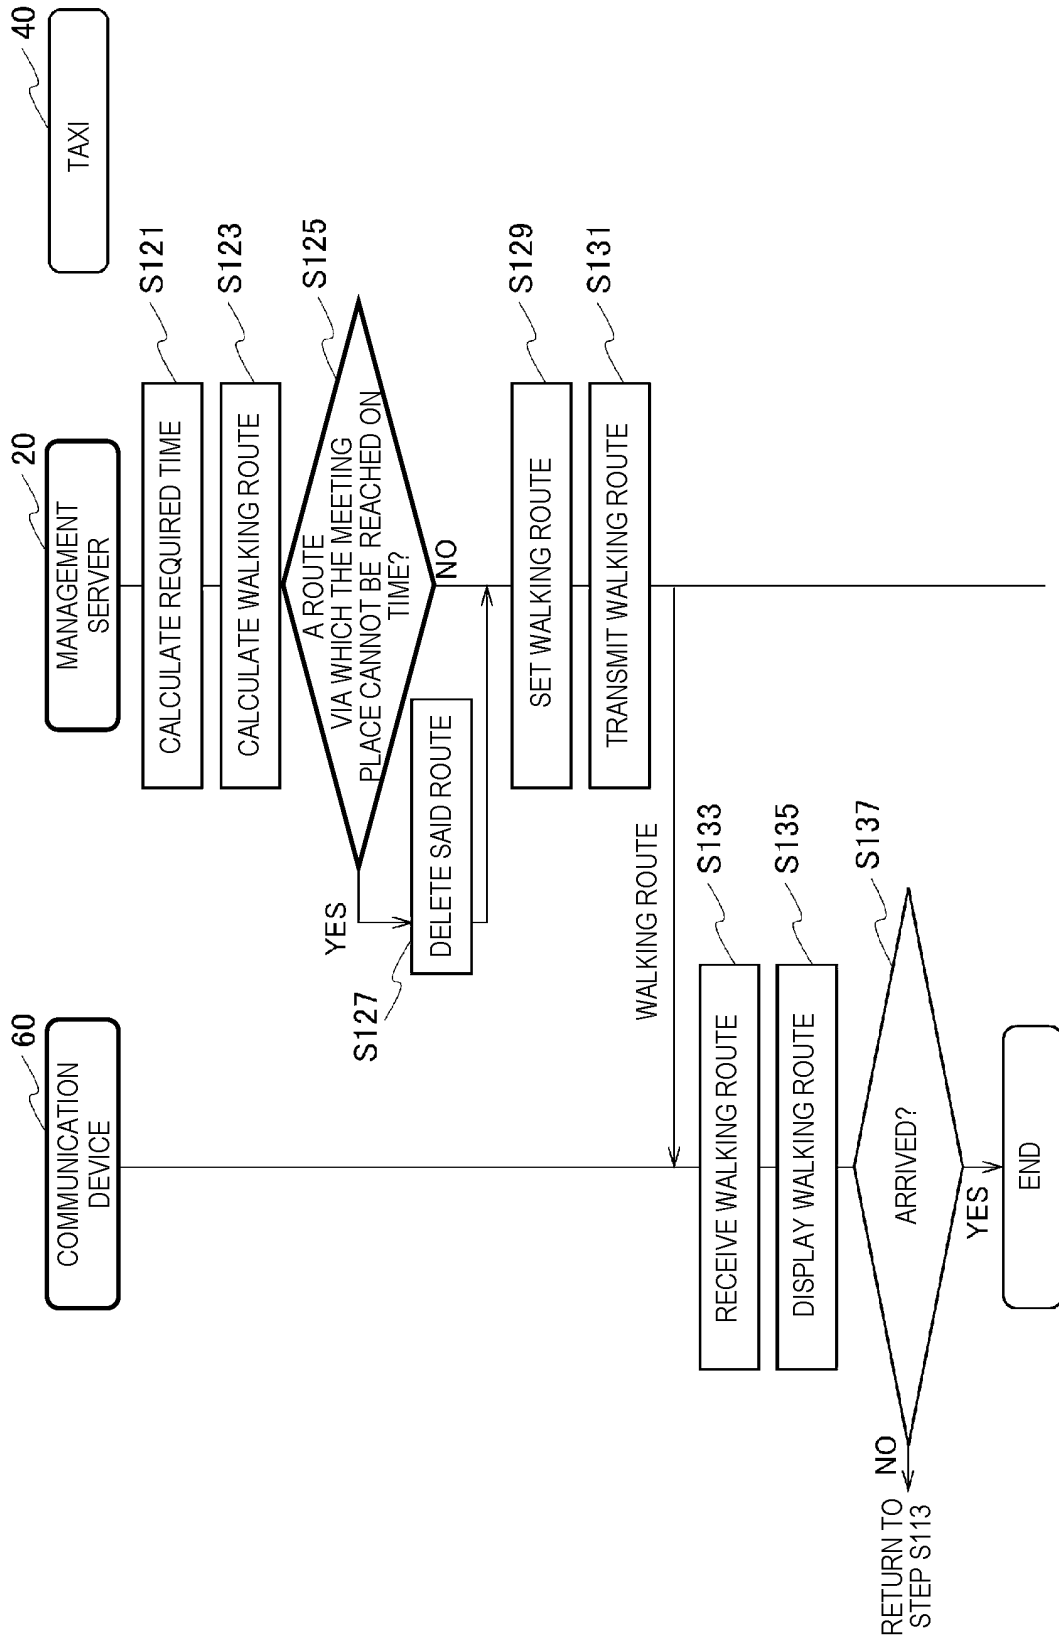 60
COMMUNICATION
DEVICE
20
MANAGEMENT
SERVER
40
TAXI
CALCULATE REQUIRED TIME
S121
CALCULATE WALKING ROUTE
S123
A ROUTE
VIA WHICH THE MEETING
PLACE CANNOT BE REACHED ON
TIME?
S125
YES
NO
DELETE SAID ROUTE
S127
SET WALKING ROUTE
S129
TRANSMIT WALKING ROUTE
S131
WALKING ROUTE
RECEIVE WALKING ROUTE
S133
DISPLAY WALKING ROUTE
S135
ARRIVED?
S137
NO
RETURN TO
STEP S113
YES
END